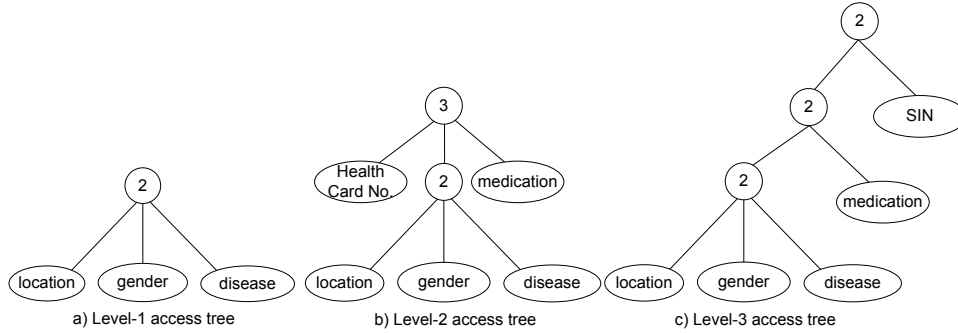 2
location
gender
disease
a) Level-1 access tree
3
Health
Card No.
2
medication
location
gender
disease
b) Level-2 access tree
2
2
SIN
2
medication
location
gender
disease
c) Level-3 access tree